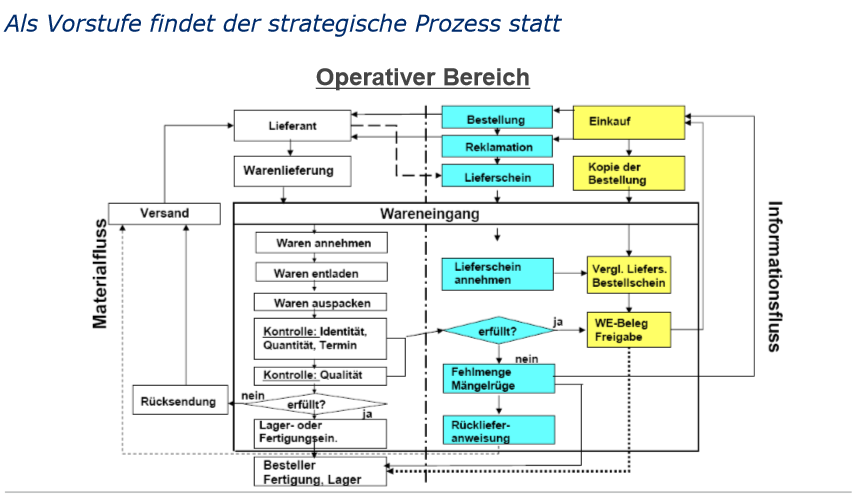 Als Vorstufe findet der strategische Prozess statt
Operativer Bereich
Lieferant
Bestellung
Einkauf
Reklamation
Warenlieferung
Lieferschein
Kopie der
Bestellung
Versand
Wareneingang
Materialfluss
Informationsfluss
Waren annehmen
Waren entladen
Waren auspacken
Kontrolle: Identität,
Quantität, Termin
Kontrolle: Qualität
Lieferschein
annehmen
Vergl. Liefers.
Bestellschein
erfüllt?
ja
WE-Beleg
Freigabe
nein
Fehlmenge
Mängelrüge
Rücksendung
nein
erfüllt?
ja
Lager- oder
Fertigungsein.
Rückliefer-
anweisung
Besteller
Fertigung, Lager